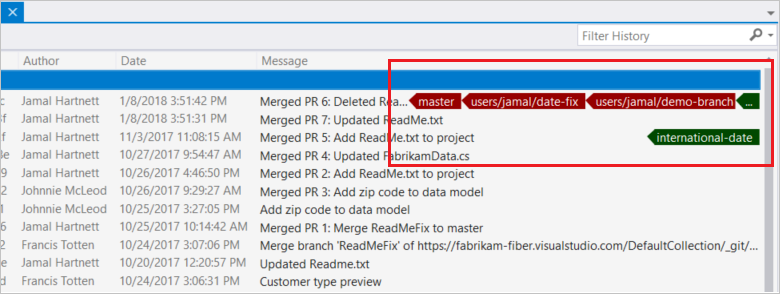 Filter History
Author Date Message
c Jamal Hartnett 1/8/2018 3:51:42 PM Merged PR 6: Deleted Rea... master users/jamal/date-fix users/jamal/demo-branch ...
8f Jamal Hartnett 1/8/2018 3:51:31 PM Merged PR 7: Updated ReadMe.txt
f Jamal Hartnett 11/3/2017 11:08:15 AM Merged PR 5: Add ReadMe.txt to project international-date
8e Jamal Hartnett 10/27/2017 9:54:47 AM Merged PR 4: Updated FabrikamData.cs
9 Jamal Hartnett 10/26/2017 4:46:50 PM Merged PR 2: Add ReadMe.txt to project
2 Johnnie McLeod 10/26/2017 9:29:27 AM Merged PR 3: Add zip code to data model
1 Johnnie McLeod 10/25/2017 3:27:05 PM Add zip code to data model
6 Jamal Hartnett 10/25/2017 10:14:42 AM Merged PR 1: Merge ReadMeFix to master
2 Francis Totten 10/24/2017 3:07:06 PM Merge branch 'ReadMeFix' of https://fabrikam-fiber.visualstudio.com/DefaultCollection/_git/...
e Jamal Hartnett 10/20/2017 12:20:57 PM Updated Readme.txt
a Francis Totten 10/24/2017 3:06:31 PM Customer type preview